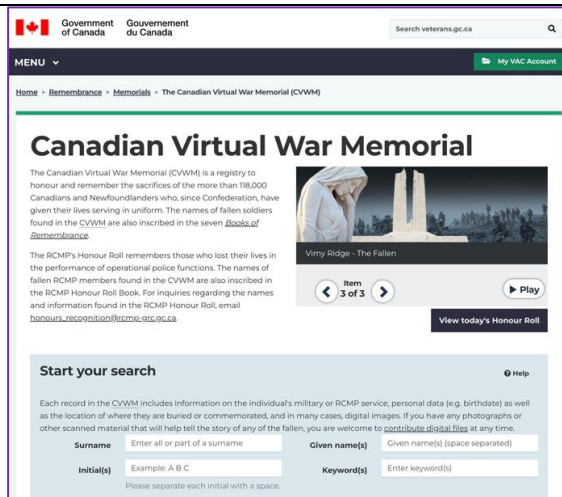 Government of Canada
Gouvernement du Canada
Search veterans.gc.ca
MENU
My VAC Account
Home > Remembrance > Memorials > The Canadian Virtual War Memorial (CVWM)
Canadian Virtual War Memorial
The Canadian Virtual War Memorial (CVWM) is a registry to
honour and remember the sacrifices of the more than 118,000
Canadians and Newfoundlanders who, since Confederation, have
given their lives serving in uniform. The names of fallen soldiers
found in the CVWM are also inscribed in the seven Books of
Remembrance.
The RCMP's Honour Roll remembers those who lost their lives in
the performance of operational police functions. The names of
fallen RCMP members found in the CVWM are also inscribed in
the RCMP Honour Roll Book. For inquiries regarding the names
and information found in the RCMP Honour Roll, email
honours_recognition@rcmp-grc.gc.ca.
Vimy Ridge - The Fallen
Item
3 of 3
Play
View today's Honour Roll
Start your search
Help
Each record in the CVWM includes information on the individual's military or RCMP service, personal data (e.g. birthdate) as well
as the location of where they are buried or commemorated, and in many cases, digital images. If you have any photographs or
other scanned material that will help tell the story of any of the fallen, you are welcome to contribute digital files at any time.
Surname
Enter all or part of a surname
Given name(s)
Given name(s) (space separated)
Initial(s)
Example: A B C
Keyword(s)
Enter keyword(s)
Please separate each initial with a space.